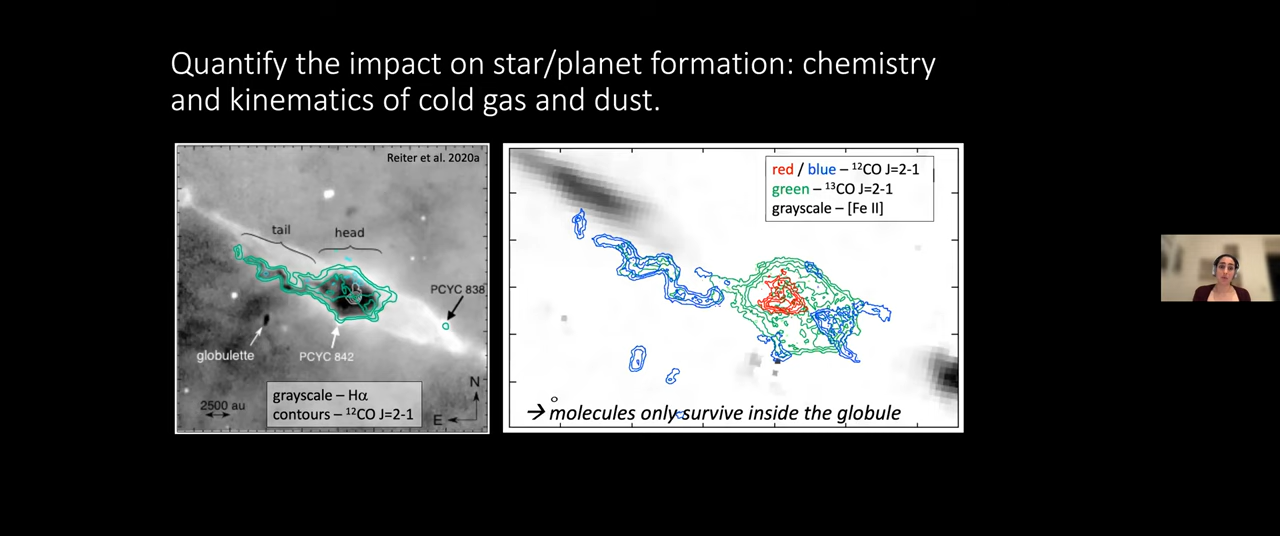 Quantify the impact on star/planet formation: chemistry
and kinematics of cold gas and dust.
Reiter et al. 2020a
tail
head
PCYC 838
globulette
PCYC 842
grayscale – Hα
contours – ¹²CO J=2-1
2500 au
N
E
red / blue – ¹²CO J=2-1
green – ¹³CO J=2-1
grayscale – [Fe II]
→ molecules only survive inside the globule